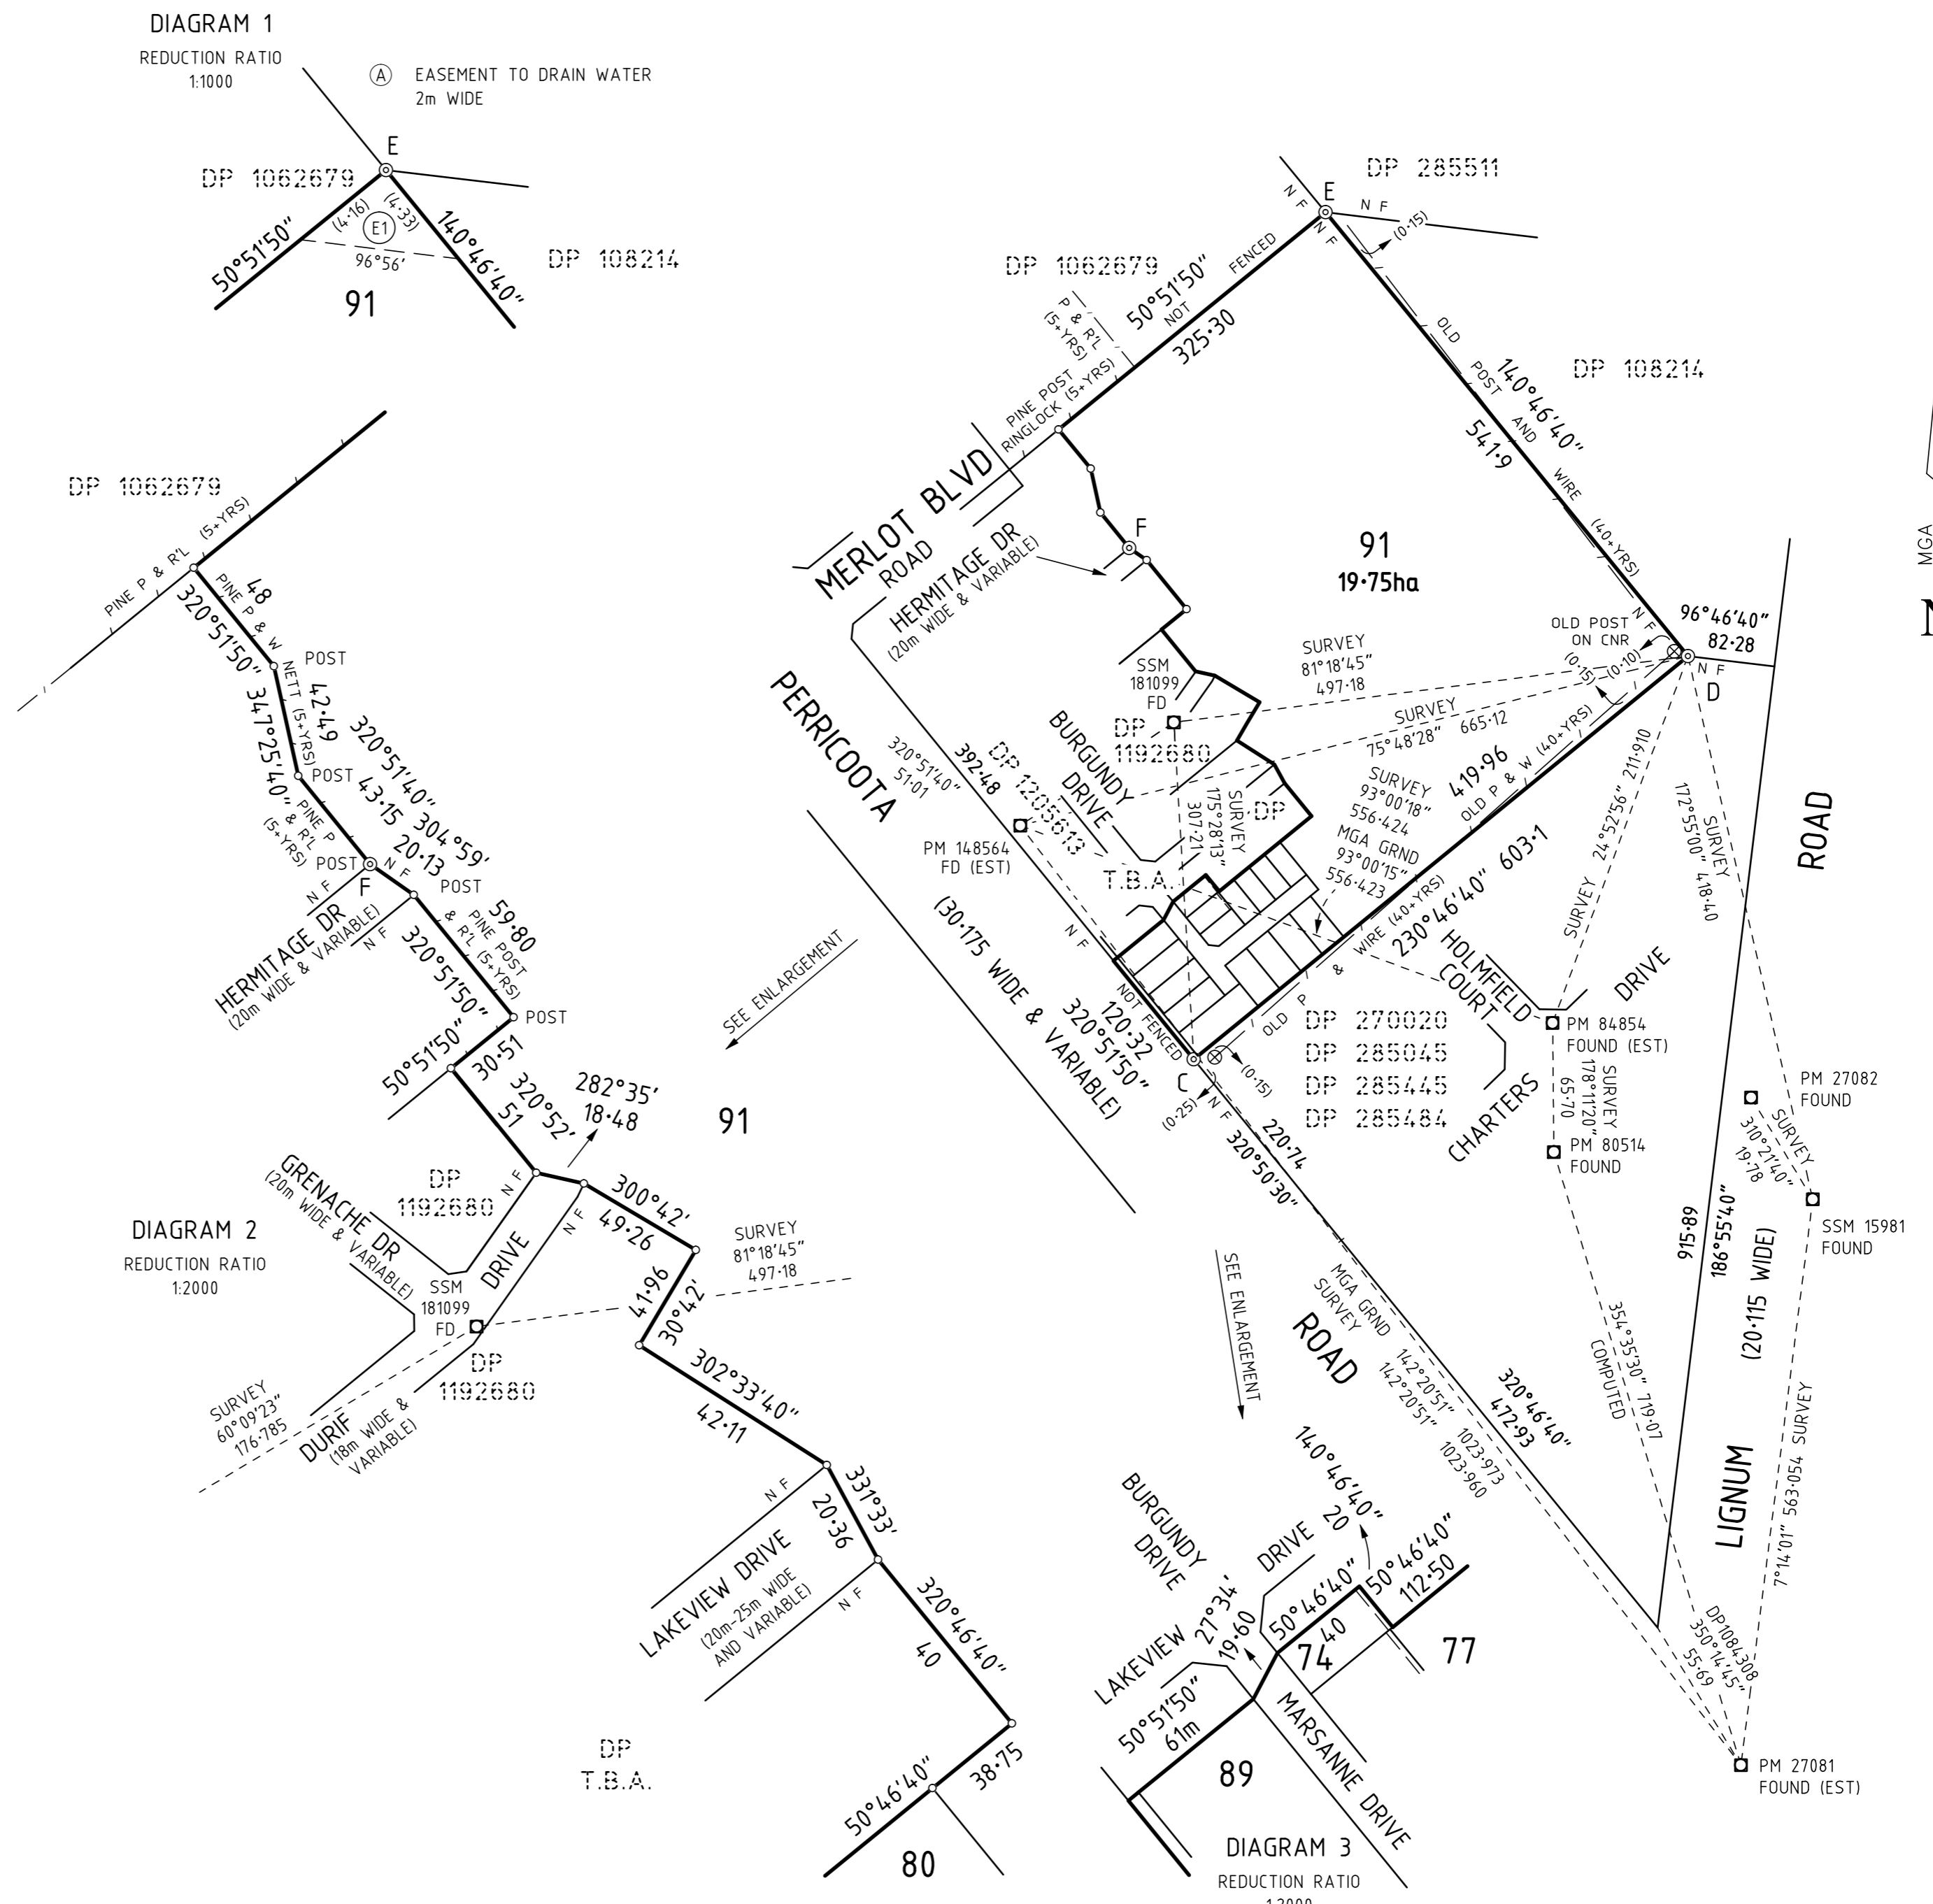 DIAGRAM 1
REDUCTION RATIO
1:1000
A EASEMENT TO DRAIN WATER
2m WIDE
E
DP 1062679
(4·16)
(4·33)
E1
50°51'50"
140°46'40"
96°56'
DP 108214
91
DP 1062679
PINE P & R'L (5+YRS)
48
PINE P & W NETT (5+YRS)
320°51'50"
POST
42·49
347°25'40"
POST
320°51'40"
43·15
PINE P & R'L
(5+YRS)
304°59'
20·13
POST
F
N F
N F
POST
HERMITAGE DR
(20m WIDE & VARIABLE)
N F
59·80
PINE POST
& R'L (5+YRS)
320°51'50"
POST
50°51'50"
30·51
320°52'
51
282°35'
18·48
SEE ENLARGEMENT
91
GRENACHE DR
(20m WIDE & VARIABLE)
DP
1192680
N F
N F
300°42'
49·26
DIAGRAM 2
REDUCTION RATIO
1:2000
SURVEY
81°18'45"
497·18
SSM
181099
FD
DRIVE
41·96
30°42'
DP
1192680
SURVEY
60°09'23"
176·785
DURIF
(18m WIDE &
VARIABLE)
302°33'40"
42·11
N F
331°33'
20·36
LAKEVIEW DRIVE
(20m-25m WIDE
AND VARIABLE)
N F
320°46'40"
40
DP
T.B.A.
50°46'40"
38·75
80
DP 285511
E
N F
N F
N F
(0·15)
DP 1062679
50°51'50"
NOT FENCED
325·30
P & R'L
(5+YRS)
PINE POST
RINGLOCK (5+YRS)
OLD POST AND WIRE (40+YRS)
140°46'40"
541·9
DP 108214
MERLOT BLVD
ROAD
HERMITAGE DR
(20m WIDE & VARIABLE)
F
91
19·75ha
MGA
N F
OLD POST
ON CNR
96°46'40"
82·28
(0·15)
(0·10)
N F
D
SURVEY
81°18'45"
497·18
SSM
181099
FD
PERRICOOTA
SURVEY
75°48'28" 665·12
320°51'40"
51·01
392·48
DP 1205613
BURGUNDY
DRIVE
DP
1192680
SURVEY
175°28'13"
307·21
DP
T.B.A.
PM 148564
FD (EST)
SURVEY
93°00'18"
556·424
MGA GRND
93°00'15"
556·423
419·96
OLD P & W (40+YRS)
SURVEY 24°52'56" 211·910
SURVEY
172°55'00" 418·40
ROAD
230°46'40" 603·1
OLD P & WIRE (40+YRS)
HOLMFIELD
COURT
DRIVE
CHARTERS
(30·175 WIDE & VARIABLE)
N F
NOT FENCED
120·32
320°51'50"
C
(0·15)
(0·25)
N F
DP 270020
DP 285045
DP 285445
DP 285484
PM 84854
FOUND (EST)
SURVEY
178°11'20"
65·70
PM 80514
FOUND
PM 27082
FOUND
SURVEY
310°21'40"
19·78
SSM 15981
FOUND
220·74
320°50'30"
915·89
186°55'40"
(20·115 WIDE)
LIGNUM
SEE ENLARGEMENT
ROAD
MGA GRND 142°20'51" 1023·973
SURVEY 142°20'51" 1023·960
320°46'40"
472·93
354°35'30" 719·07
COMPUTED
7°14'01" 563·054 SURVEY
DP1084308
350°14'45"
55·69
PM 27081
FOUND (EST)
BURGUNDY
DRIVE
140°46'40"
20
LAKEVIEW DRIVE
27°34'
19·60
50°46'40"
40
50°46'40"
112·50
74
77
50°51'50"
61m
MARSANNE DRIVE
89
DIAGRAM 3
REDUCTION RATIO